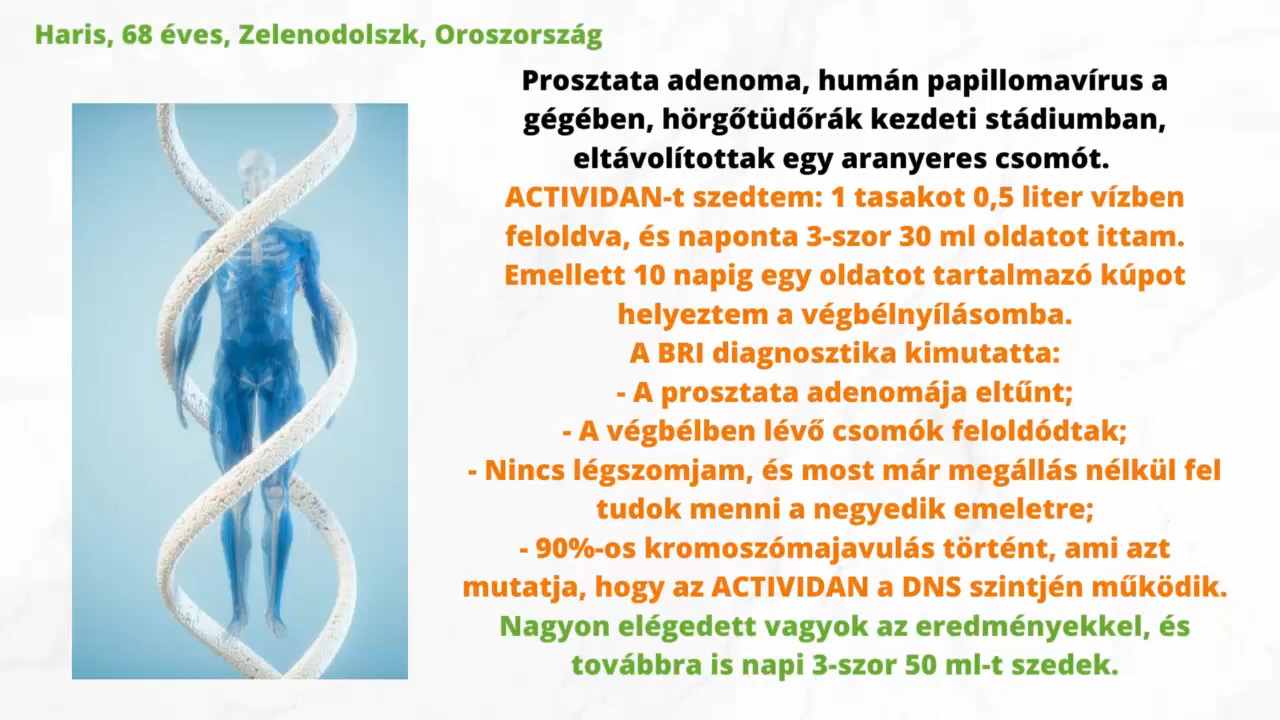 Haris, 68 éves, Zelenodolszk, Oroszország
Prosztata adenoma, humán papillomavírus a
gégében, hörgőtüdőrák kezdeti stádiumban,
eltávolítottak egy aranyeres csomót.
ACTIVIDAN-t szedtem: 1 tasakot 0,5 liter vízben
feloldva, és naponta 3-szor 30 ml oldatot ittam.
Emellett 10 napig egy oldatot tartalmazó kúpot
helyeztem a végbélnyílásomba.
A BRI diagnosztika kimutatta:
- A prosztata adenomája eltűnt;
- A végbélben lévő csomók feloldódtak;
- Nincs légszomjam, és most már megállás nélkül fel
tudok menni a negyedik emeletre;
- 90%-os kromoszómajavulás történt, ami azt
mutatja, hogy az ACTIVIDAN a DNS szintjén működik.
Nagyon elégedett vagyok az eredményekkel, és
továbbra is napi 3-szor 50 ml-t szedek.